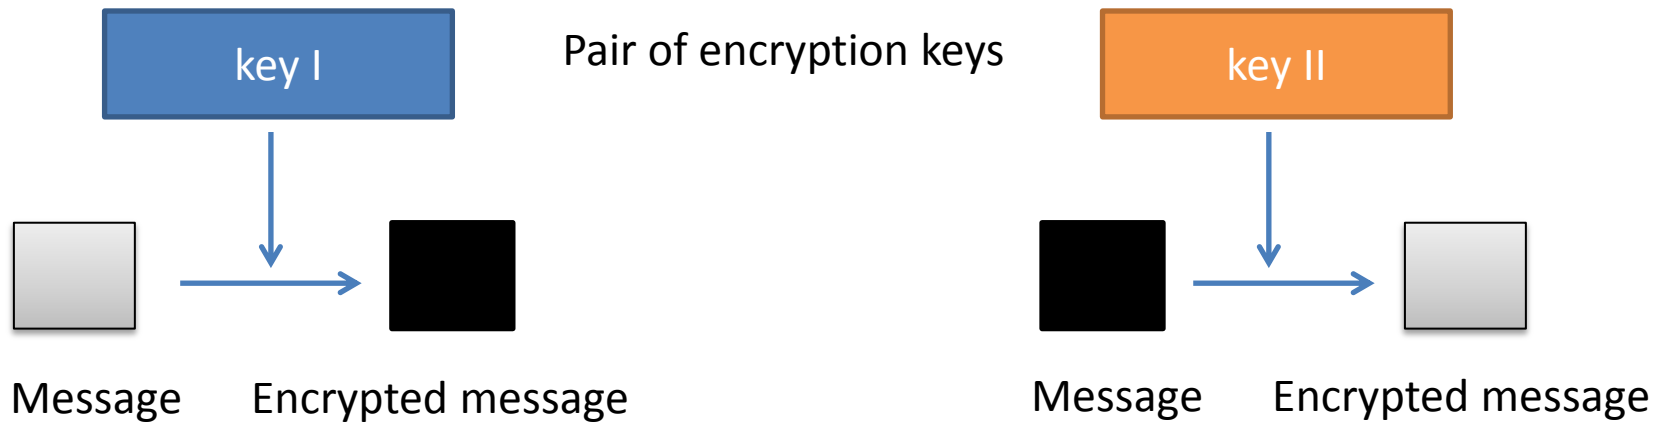 key I
Pair of encryption keys
key II
Message
Encrypted message
Message
Encrypted message